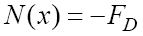 N(x) = −F_D